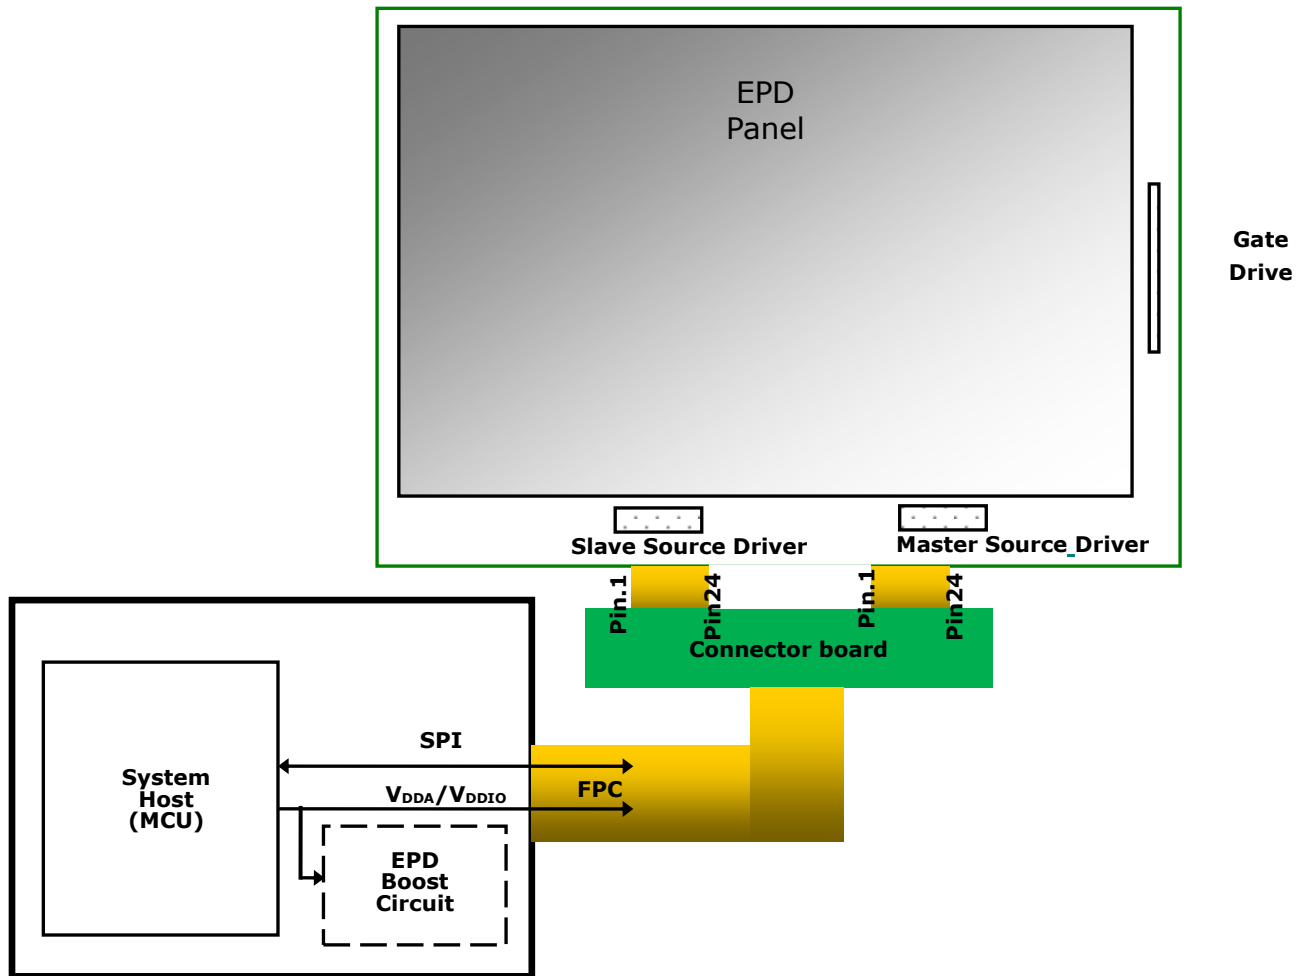 EPD
Panel
Gate
Drive
Slave Source Driver
Master Source Driver
Pin.1
Pin24
Pin.1
Pin24
Connector board
SPI
System
Host
(MCU)
VDDA/VDDIO
FPC
EPD
Boost
Circuit